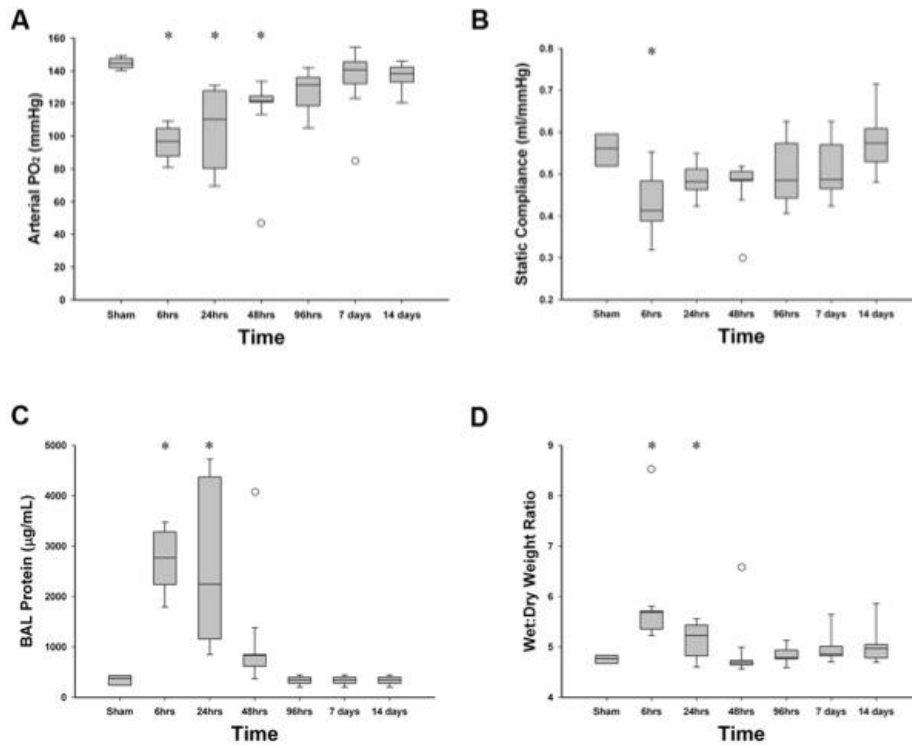 A
B
* * *
*
Arterial PO₂ (mmHg)
160
140
120
100
80
60
40
20
0
Sham 6hrs 24hrs 48hrs 96hrs 7 days 14 days
Time
Static Compliance (ml/mmHg)
0.8
0.7
0.6
0.5
0.4
0.3
0.2
Sham 6hrs 24hrs 48hrs 96hrs 7 days 14 days
Time
C
D
* *
* *
BAL Protein (µg/mL)
5000
4000
3000
2000
1000
0
Sham 6hrs 24hrs 48hrs 96hrs 7 days 14 days
Time
Wet:Dry Weight Ratio
9
8
7
6
5
4
Sham 6hrs 24hrs 48hrs 96hrs 7 days 14 days
Time